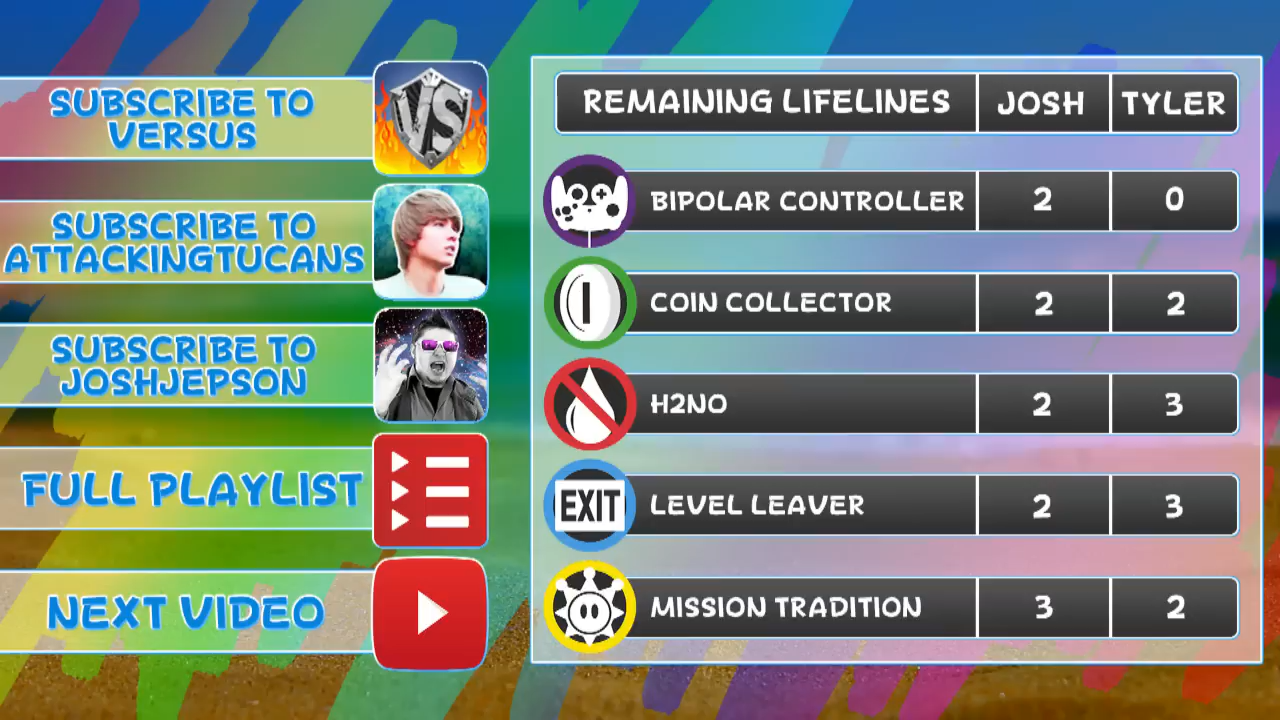 SUBSCRIBE TO
VERSUS
VS
SUBSCRIBE TO
ATTACKINGTUCANS
SUBSCRIBE TO
JOSHJEPSON
FULL PLAYLIST
NEXT VIDEO
REMAINING LIFELINES JOSH TYLER
BIPOLAR CONTROLLER 2 0
COIN COLLECTOR 2 2
H2NO 2 3
EXIT LEVEL LEAVER 2 3
MISSION TRADITION 3 2